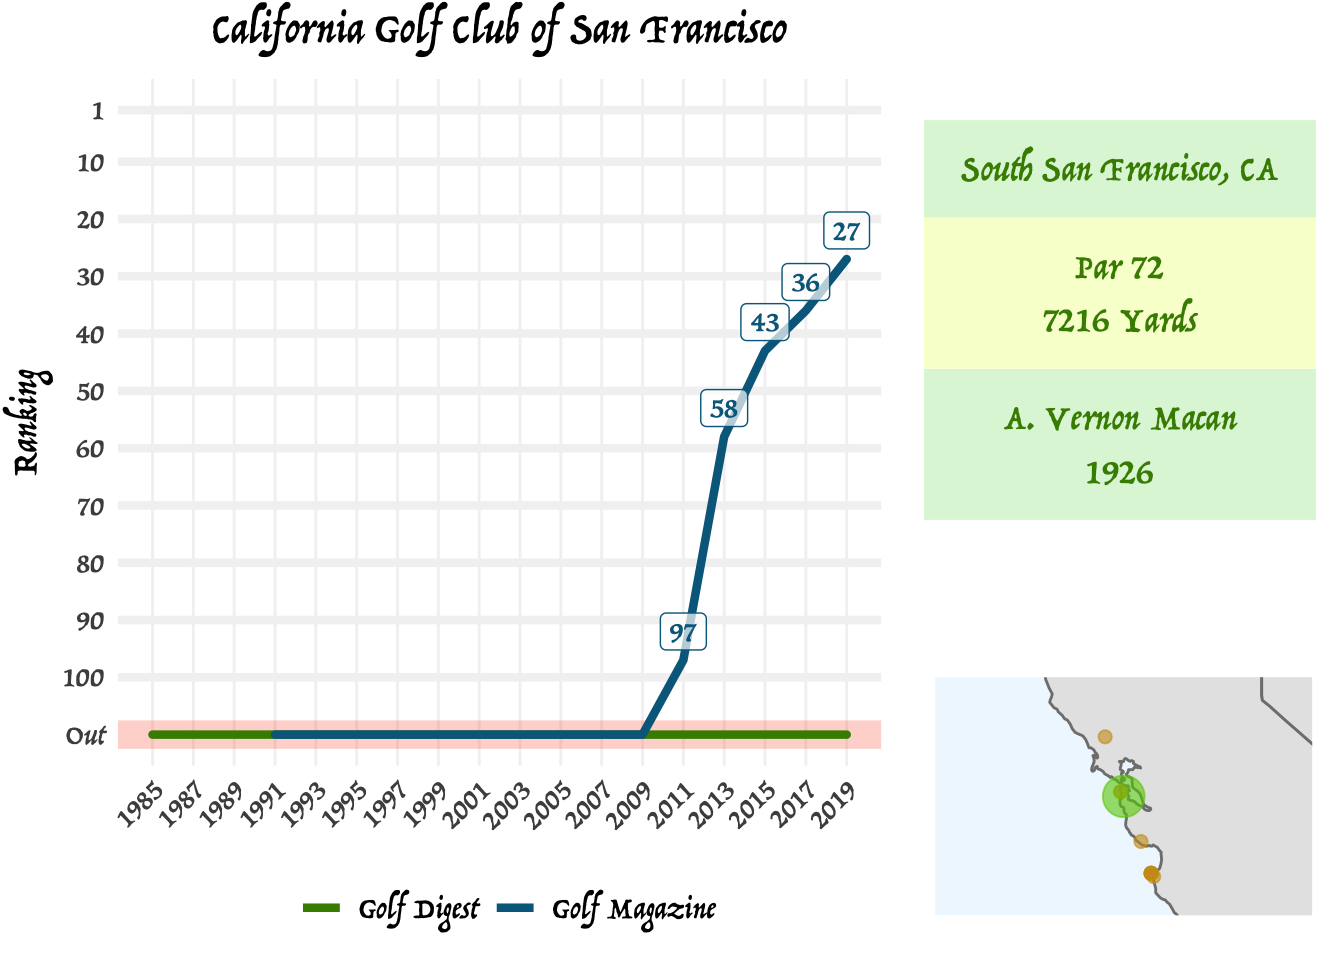 California Golf Club of San Francisco
Ranking
1
10
20
30
40
50
60
70
80
90
100
Out
27
36
43
58
97
1985 1987 1989 1991 1993 1995 1997 1999 2001 2003 2005 2007 2009 2011 2013 2015 2017 2019
Golf Digest Golf Magazine
South San Francisco, CA
Par 72
7216 Yards
A. Vernon Macan
1926